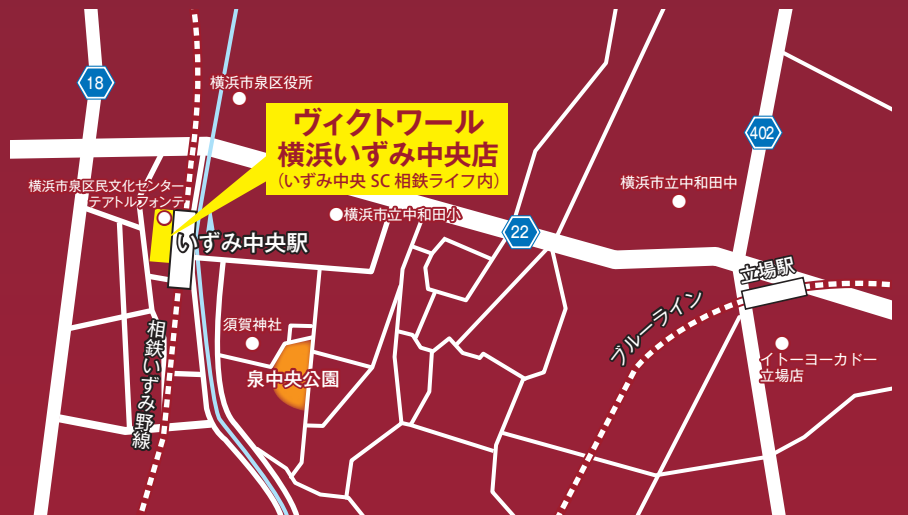 18
横浜市泉区役所
ヴィクトワール
横浜いずみ中央店
(いずみ中央 SC 相鉄ライフ内)
402
横浜市泉区民文化センター
テアトルフォンテ
横浜市立中和田中
横浜市立中和田小
22
いずみ中央駅
立場駅
ブルーライン
須賀神社
相鉄いずみ野線
泉中央公園
イトーヨーカドー
立場店